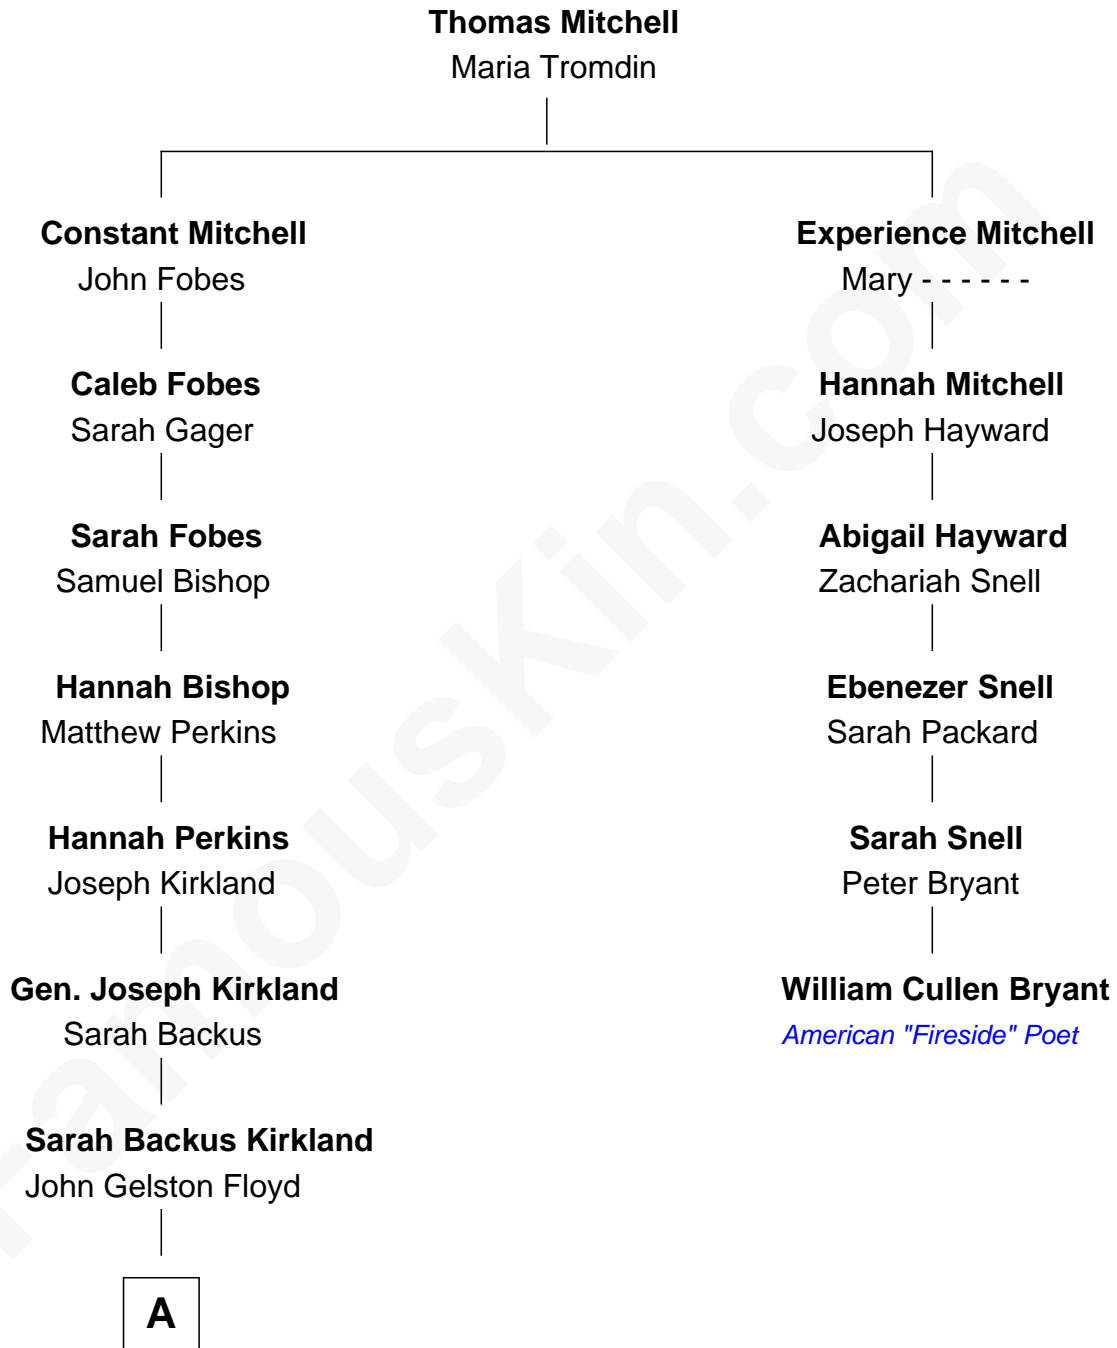 Thomas Mitchell
Maria Tromdin
Constant Mitchell
John Fobes
Experience Mitchell
Mary - - - - - -
Caleb Fobes
Sarah Gager
Hannah Mitchell
Joseph Hayward
Sarah Fobes
Samuel Bishop
Abigail Hayward
Zachariah Snell
Hannah Bishop
Matthew Perkins
Ebenezer Snell
Sarah Packard
Hannah Perkins
Joseph Kirkland
Sarah Snell
Peter Bryant
Gen. Joseph Kirkland
Sarah Backus
William Cullen Bryant
American "Fireside" Poet
Sarah Backus Kirkland
John Gelston Floyd
A
FamousKin.com